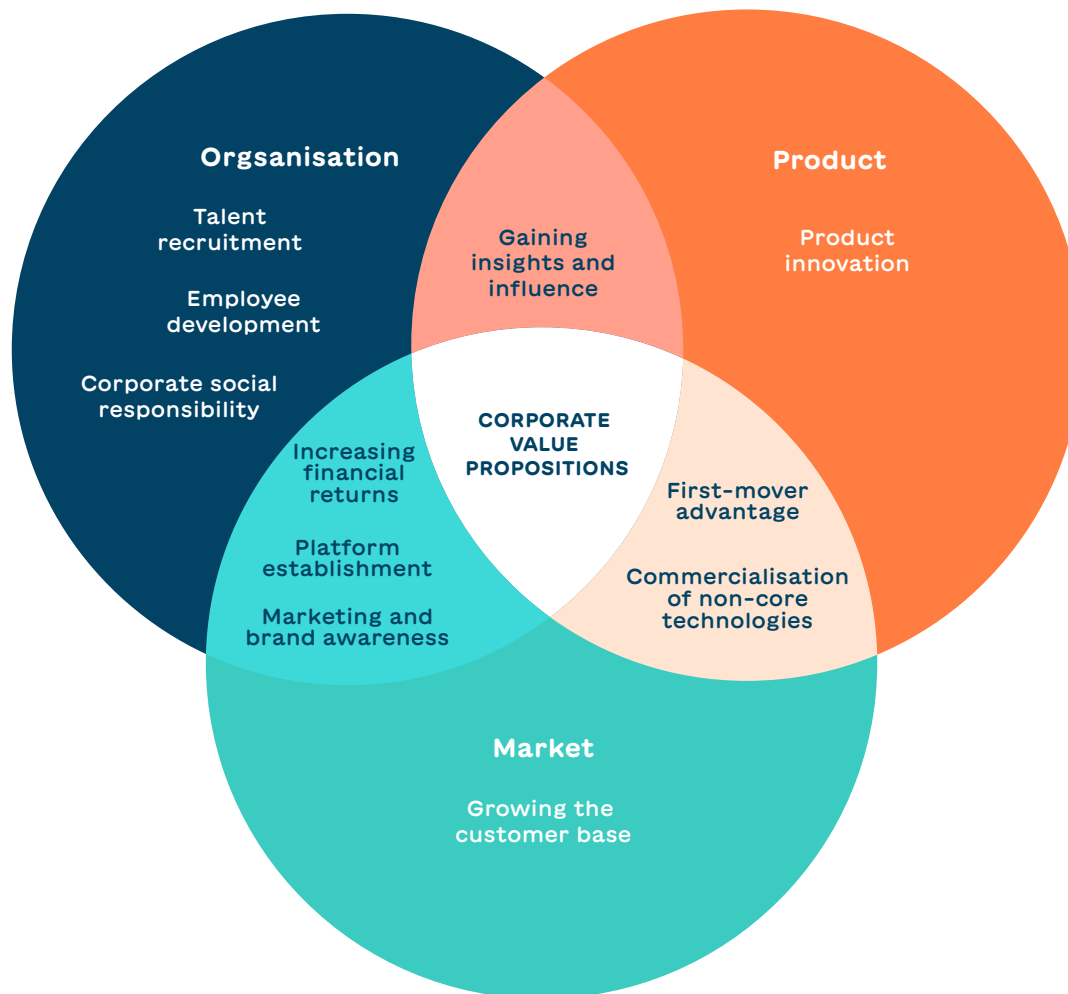 Orgsanisation
Talent
recruitment
Employee
development
Corporate social
responsibility
Gaining
insights and
influence
Product
Product
innovation
CORPORATE
VALUE
PROPOSITIONS
Increasing
financial
returns
Platform
establishment
Marketing and
brand awareness
First-mover
advantage
Commercialisation
of non-core
technologies
Market
Growing the
customer base